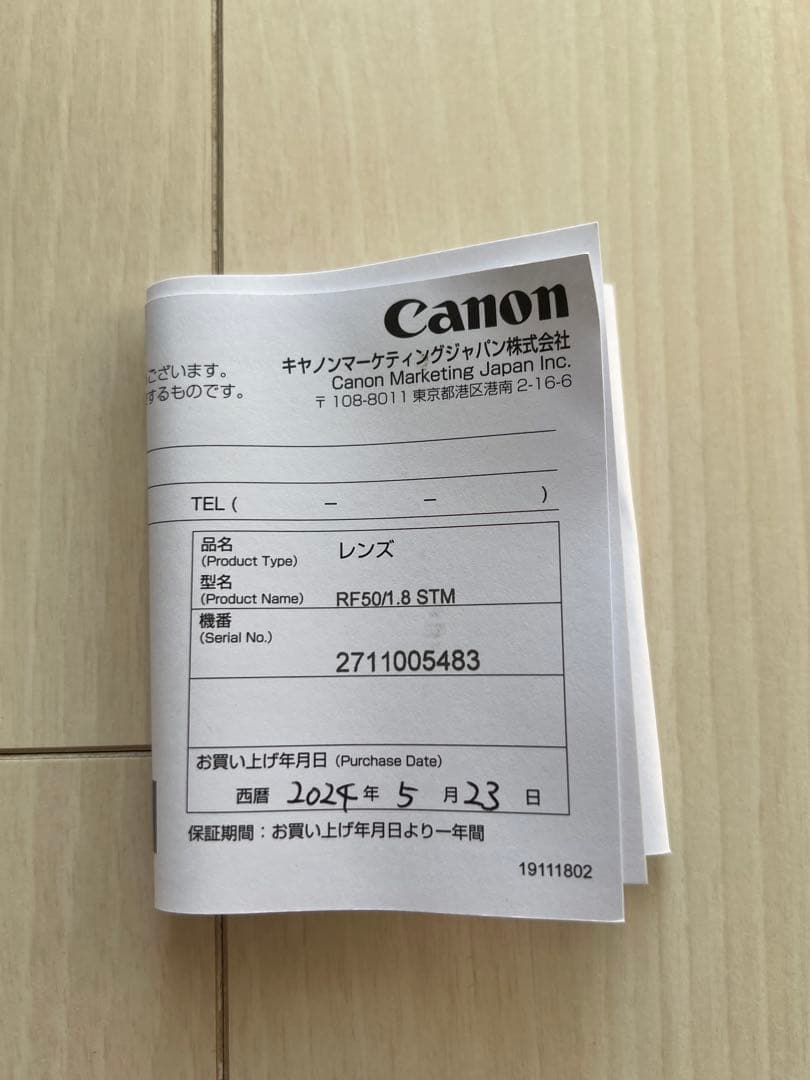 Canon
キヤノンマーケティングジャパン株式会社
Canon Marketing Japan Inc.
〒108-8011 東京都港区港南 2-16-6
ございます。
するものです。
TEL ( － － )
品名
(Product Type)
レンズ
型名
(Product Name)
RF50/1.8 STM
機番
(Serial No.)
2711005483
お買い上げ年月日 (Purchase Date)
西暦 2024 年 5 月 23 日
保証期間：お買い上げ年月日より一年間
19111802